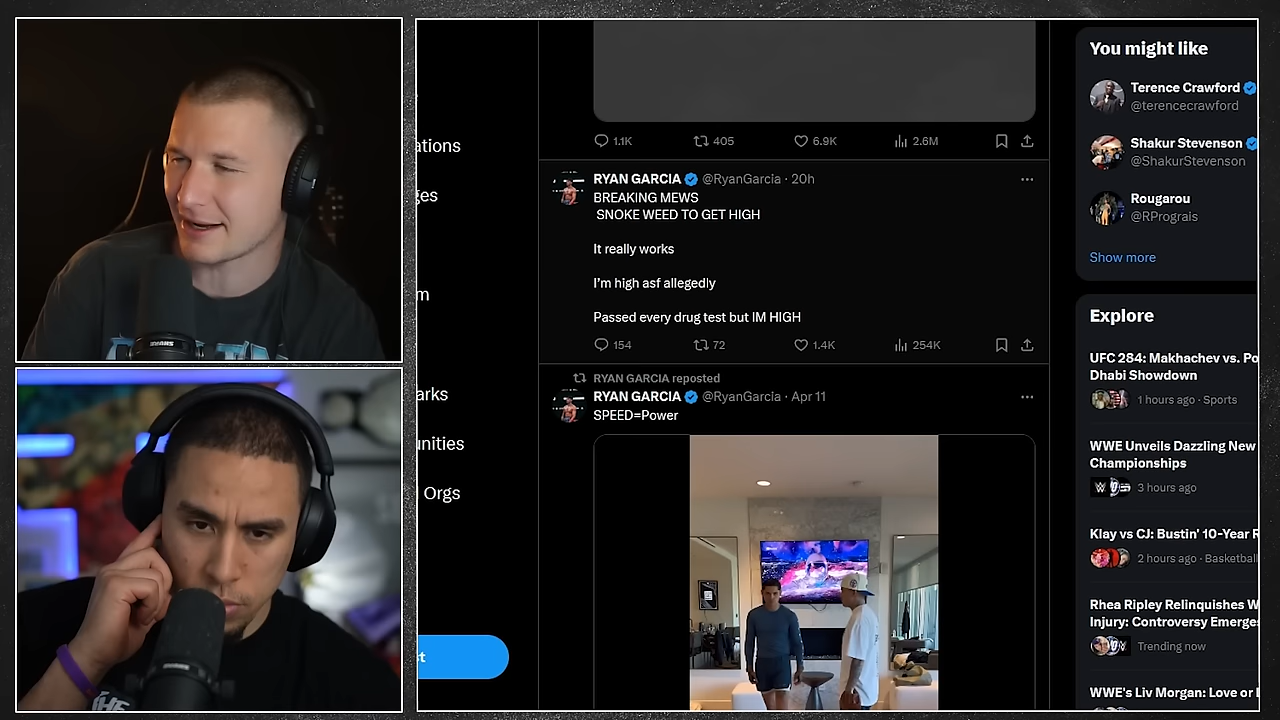 ations
ges
m
arks
unities
Orgs
t
1.1K 405 6.9K 2.6M
RYAN GARCIA @RyanGarcia · 20h
BREAKING MEWS
SNOKE WEED TO GET HIGH
It really works
I'm high asf allegedly
Passed every drug test but IM HIGH
154 72 1.4K 254K
RYAN GARCIA reposted
RYAN GARCIA @RyanGarcia · Apr 11
SPEED=Power
You might like
Terence Crawford
@terencecrawford
Shakur Stevenson
@ShakurStevenson
Rougarou
@RPrograis
Show more
Explore
UFC 284: Makhachev vs. Po
Dhabi Showdown
1 hours ago · Sports
WWE Unveils Dazzling New
Championships
3 hours ago
Klay vs CJ: Bustin' 10-Year R
2 hours ago · Basketball
Rhea Ripley Relinquishes W
Injury: Controversy Emerge
Trending now
WWE's Liv Morgan: Love or